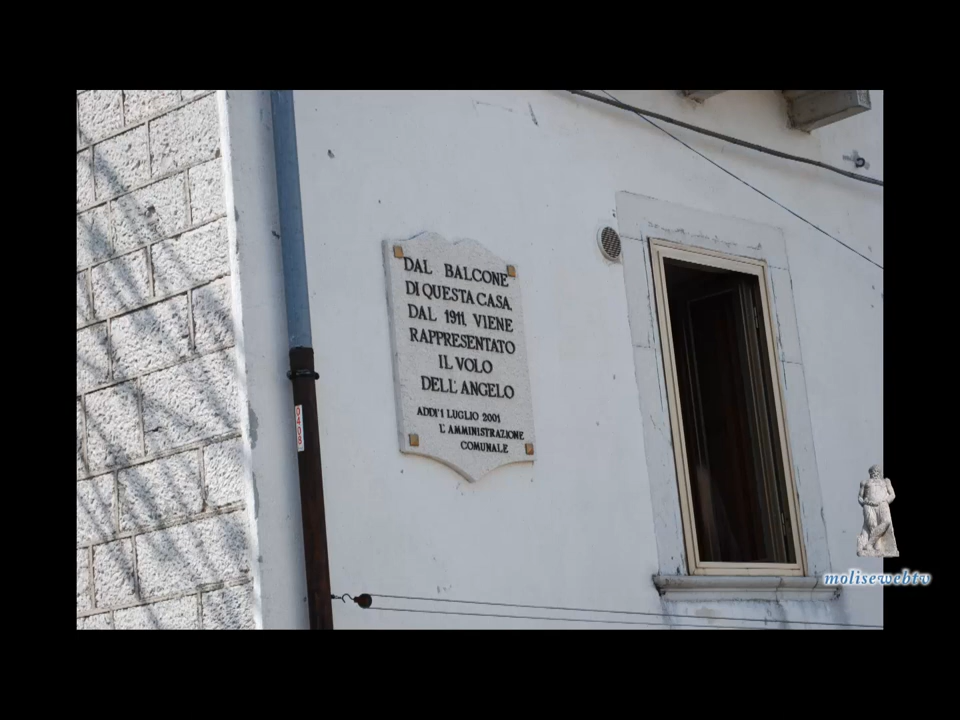 DAL BALCONE
DI QUESTA CASA,
DAL 1911, VIENE
RAPPRESENTATO
IL VOLO
DELL'ANGELO
ADDI' 1 LUGLIO 2001
L'AMMINISTRAZIONE
COMUNALE
0408
molisewebtv